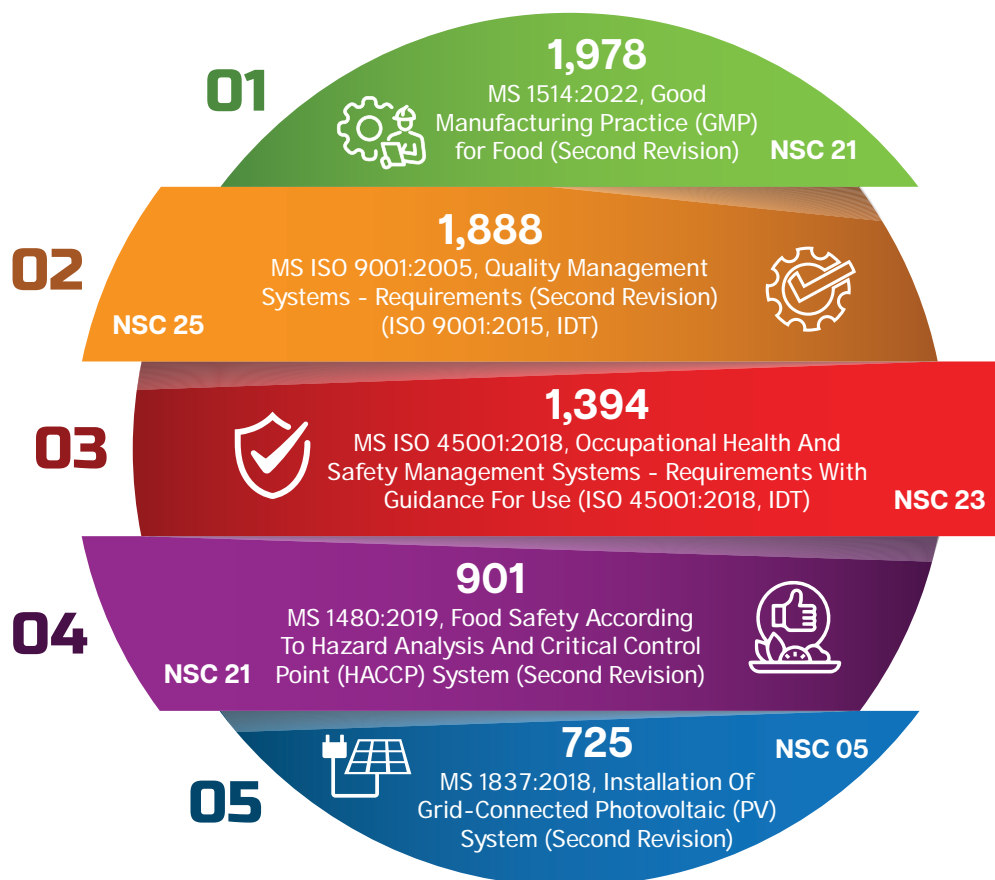 01
1,978
MS 1514:2022, Good
Manufacturing Practice (GMP)
for Food (Second Revision)
NSC 21
02
1,888
MS ISO 9001:2005, Quality Management
Systems - Requirements (Second Revision)
(ISO 9001:2015, IDT)
NSC 25
03
1,394
MS ISO 45001:2018, Occupational Health And
Safety Management Systems - Requirements With
Guidance For Use (ISO 45001:2018, IDT)
NSC 23
04
901
MS 1480:2019, Food Safety According
To Hazard Analysis And Critical Control
Point (HACCP) System (Second Revision)
NSC 21
05
725
NSC 05
MS 1837:2018, Installation Of
Grid-Connected Photovoltaic (PV)
System (Second Revision)